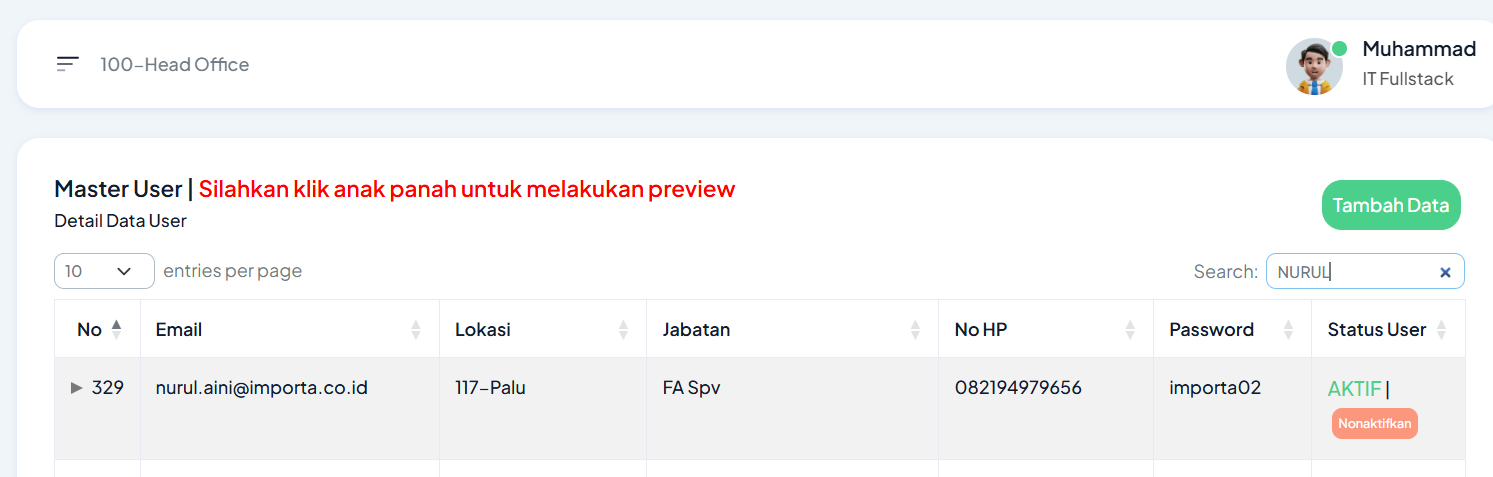 100-Head Office
Muhammad
IT Fullstack
Master User | Silahkan klik anak panah untuk melakukan preview
Detail Data User
Tambah Data
10 entries per page
Search: NURUL
No Email Lokasi Jabatan No HP Password Status User
329 nurul.aini@importa.co.id 117-Palu FA Spv 082194979656 importa02 AKTIF |
Nonaktifkan